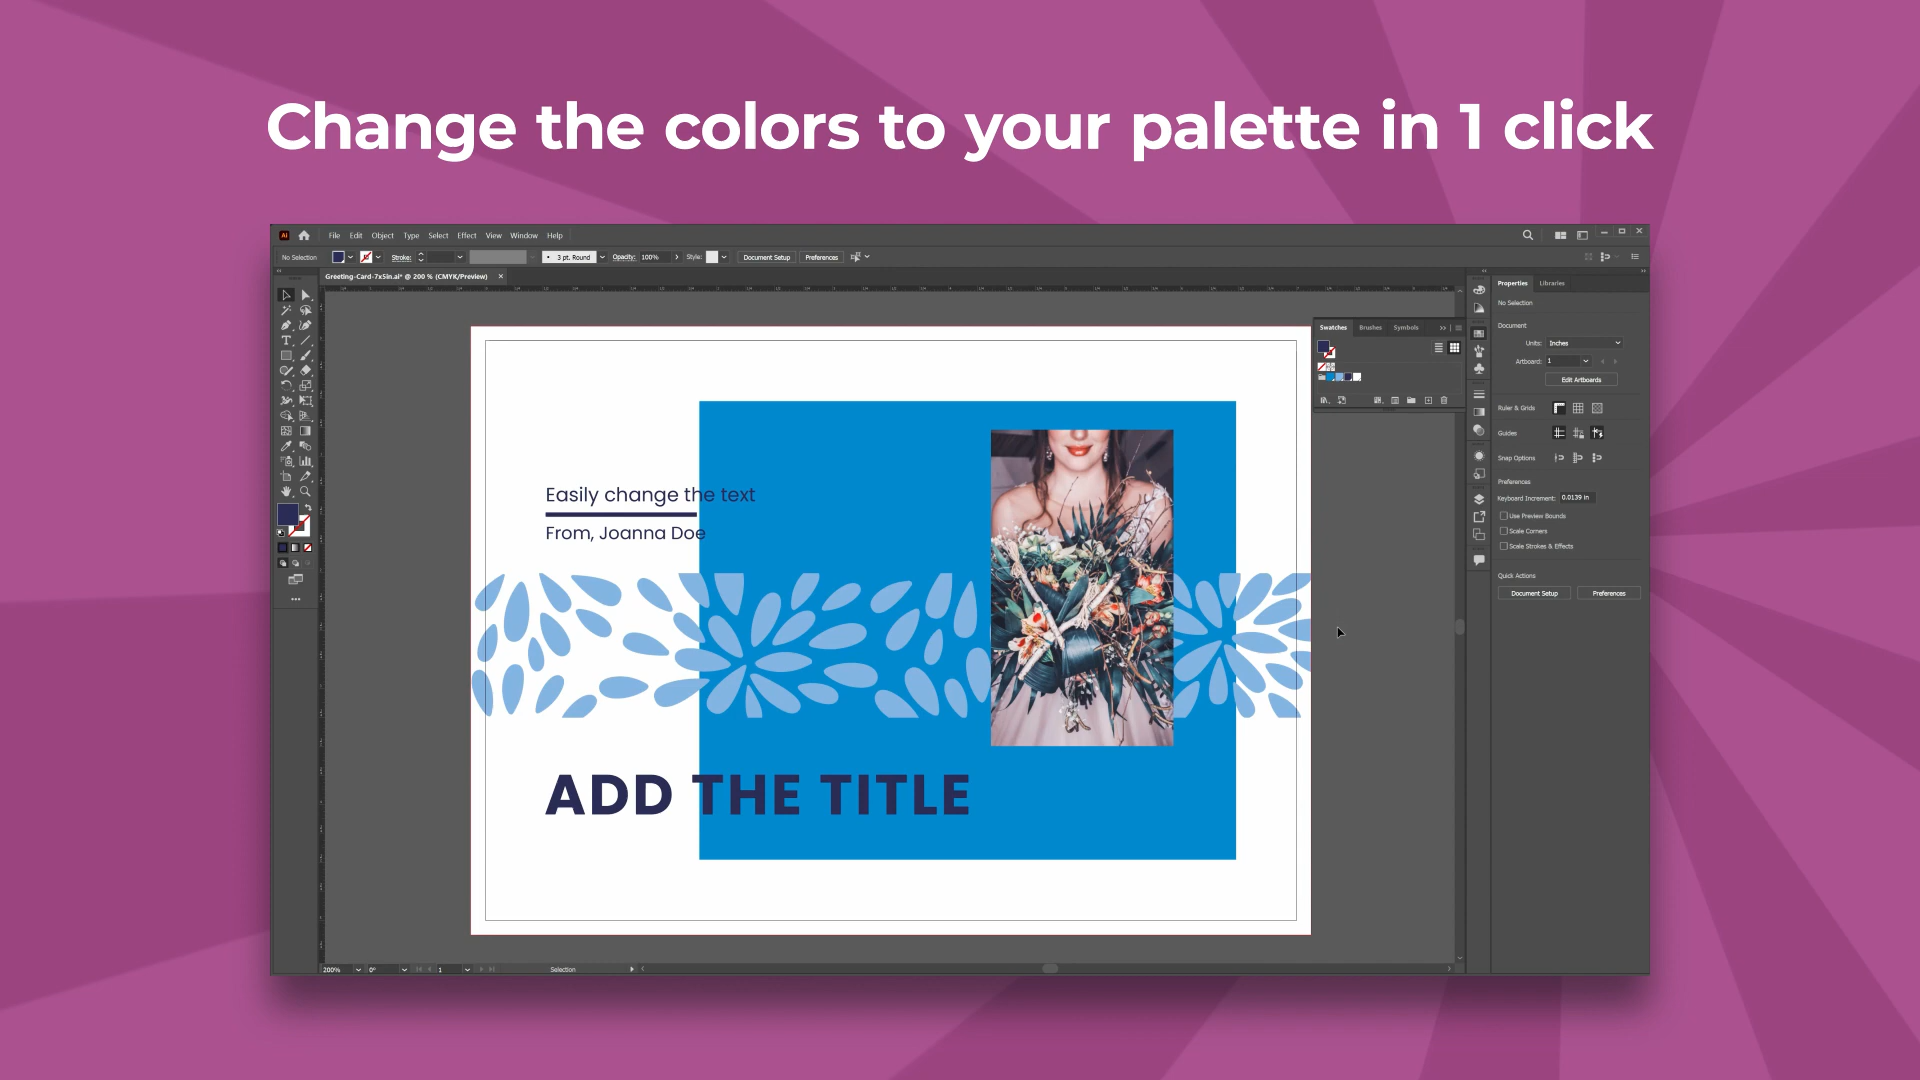 Change the colors to your palette in 1 click
Ai File Edit Object Type Select Effect View Window Help
No Selection Stroke: 3 pt. Round Opacity: 100% Style: Document Setup Preferences
Greeting-Card-7x5in.ai* @ 200 % (CMYK/Preview)
Swatches Brushes Symbols
Properties Libraries
No Selection
Document
Units: Inches
Artboard: 1
Edit Artboards
Ruler & Grids
Guides
Snap Options
Preferences
Keyboard Increment: 0.0139 in
Use Preview Bounds
Scale Corners
Scale Strokes & Effects
Quick Actions
Document Setup Preferences
Easily change the text
From, Joanna Doe
ADD THE TITLE
200% 0° 1 Selection